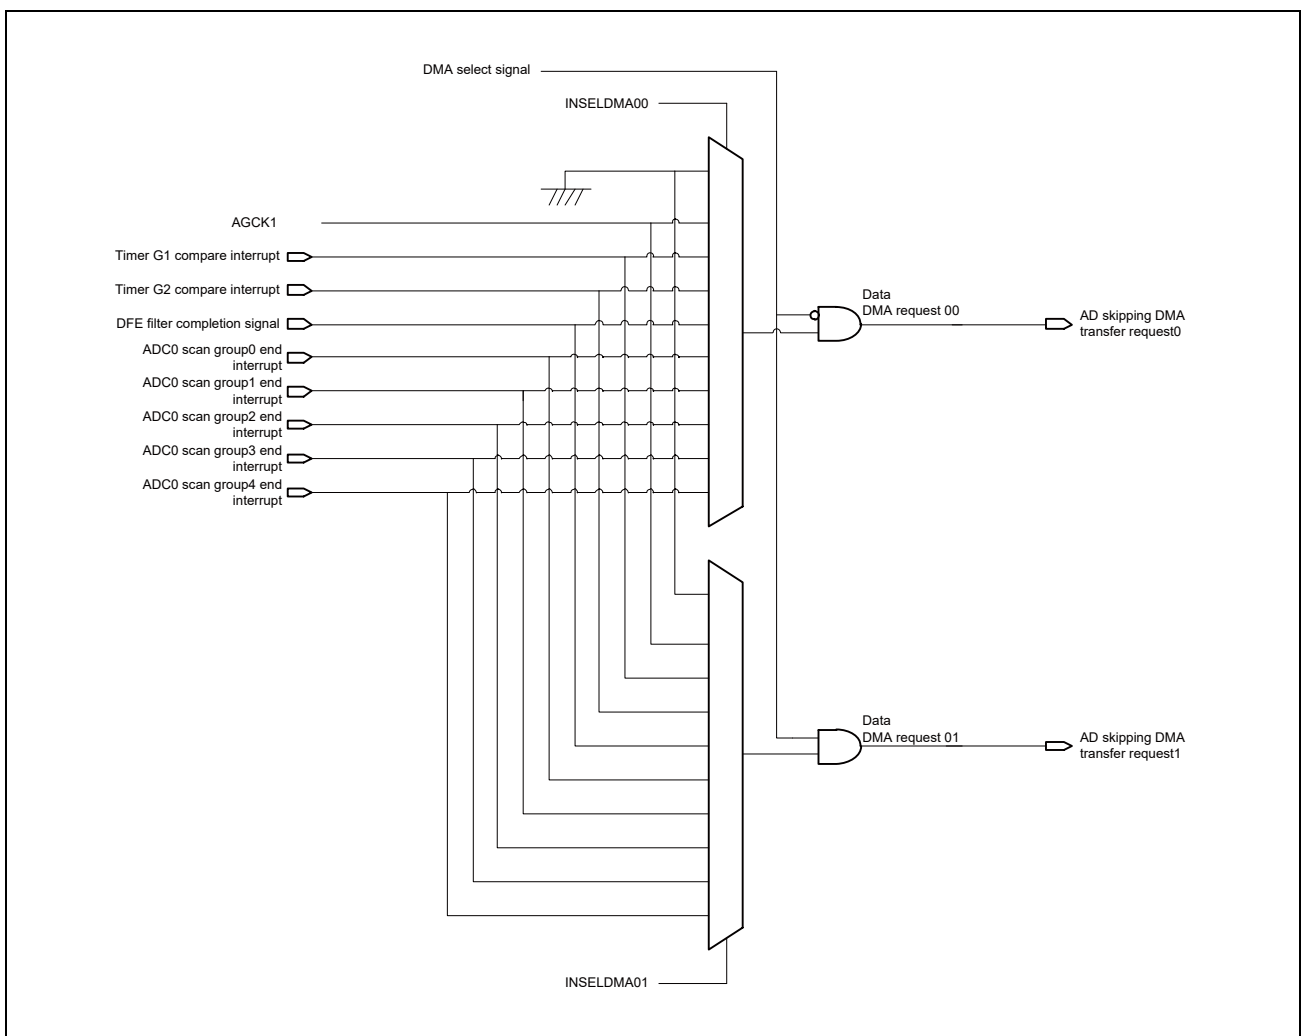 DMA select signal
INSELDMA00
AGCK1
Timer G1 compare interrupt
Timer G2 compare interrupt
DFE filter completion signal
ADC0 scan group0 end
interrupt
ADC0 scan group1 end
interrupt
ADC0 scan group2 end
interrupt
ADC0 scan group3 end
interrupt
ADC0 scan group4 end
interrupt
Data
DMA request 00
AD skipping DMA
transfer request0
Data
DMA request 01
AD skipping DMA
transfer request1
INSELDMA01